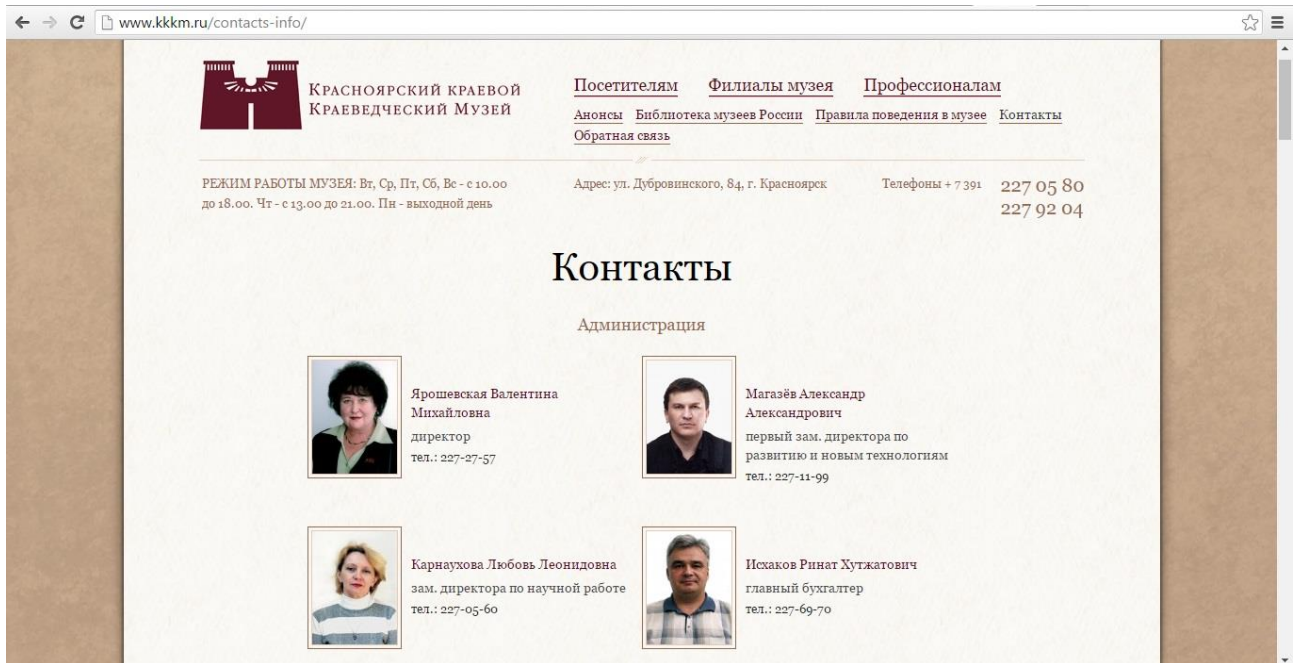 www.kkkm.ru/contacts-info/
Красноярский краевой
Краеведческий Музей
Посетителям Филиалы музея Профессионалам
Анонсы Библиотека музеев России Правила поведения в музее Контакты
Обратная связь
РЕЖИМ РАБОТЫ МУЗЕЯ: Вт, Ср, Пт, Сб, Вс - с 10.00
до 18.00. Чт - с 13.00 до 21.00. Пн - выходной день
Адрес: ул. Дубровинского, 84, г. Красноярск
Телефоны + 7 391 227 05 80
227 92 04
Контакты
Администрация
Ярошевская Валентина
Михайловна
директор
тел.: 227-27-57
Магазёв Александр
Александрович
первый зам. директора по
развитию и новым технологиям
тел.: 227-11-99
Карнаухова Любовь Леонидовна
зам. директора по научной работе
тел.: 227-05-60
Исхаков Ринат Хутжатович
главный бухгалтер
тел.: 227-69-70